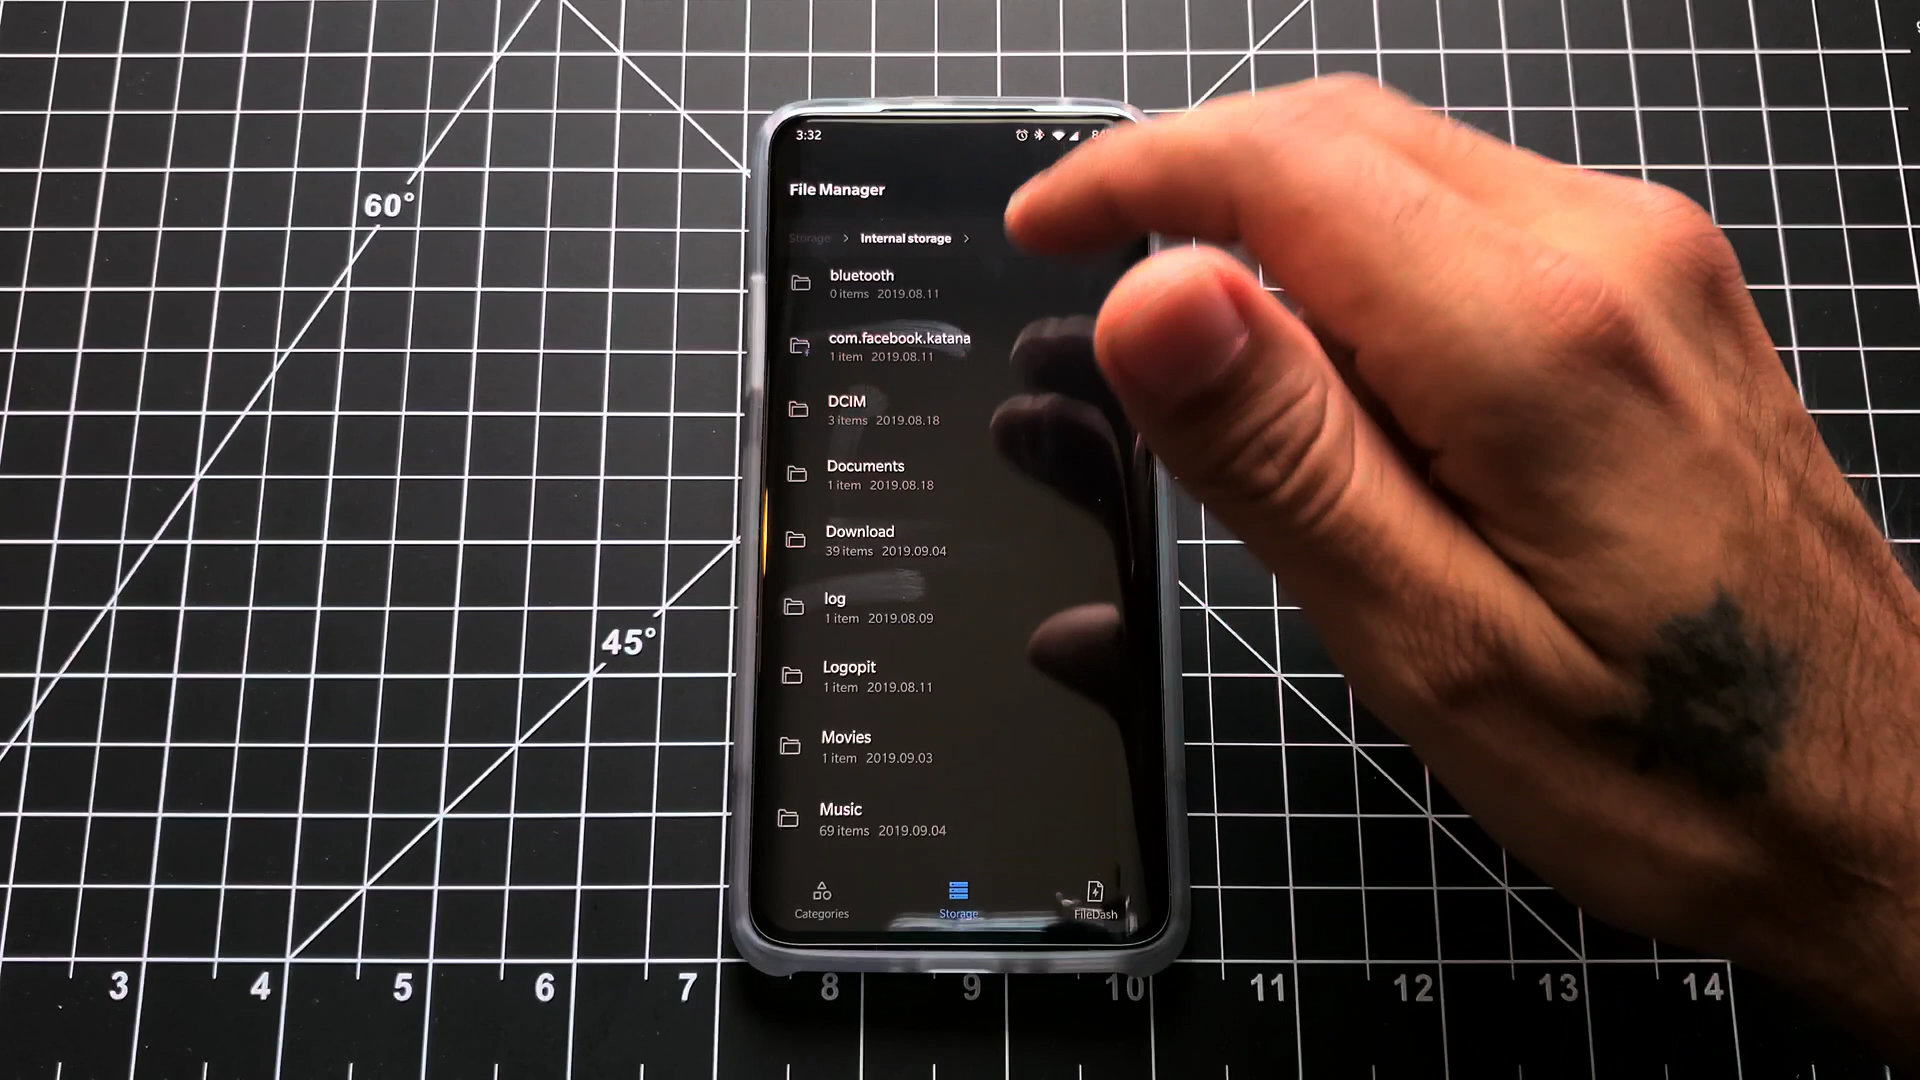 3:32
File Manager
Storage > Internal storage >
bluetooth
0 items 2019.08.11
com.facebook.katana
1 item 2019.08.11
DCIM
3 items 2019.08.18
Documents
1 item 2019.08.18
Download
39 items 2019.09.04
log
1 item 2019.08.09
Logopit
1 item 2019.08.11
Movies
1 item 2019.09.03
Music
69 items 2019.09.04
Categories Storage FileDash
60°
45°
3 4 5 6 7 8 9 10 11 12 13 14